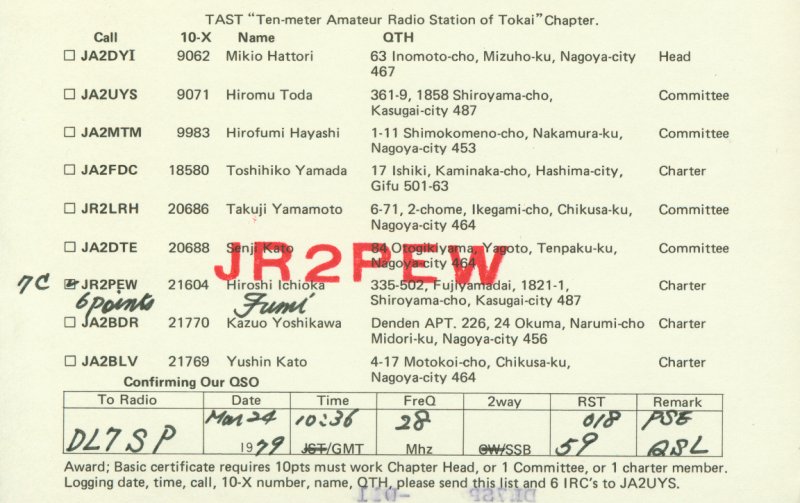 TAST “Ten-meter Amateur Radio Station of Tokai” Chapter.
Call 10-X Name QTH
☐ JA2DYI 9062 Mikio Hattori 63 Inomoto-cho, Mizuho-ku, Nagoya-city Head
467
☐ JA2UYS 9071 Hiromu Toda 361-9, 1858 Shiroyama-cho, Committee
Kasugai-city 487
☐ JA2MTM 9983 Hirofumi Hayashi 1-11 Shimokomeno-cho, Nakamura-ku, Committee
Nagoya-city 453
☐ JA2FDC 18580 Toshihiko Yamada 17 Ishiki, Kaminaka-cho, Hashima-city, Charter
Gifu 501-63
☐ JR2LRH 20686 Takuji Yamamoto 6-71, 2-chome, Ikegami-cho, Chikusa-ku, Committee
Nagoya-city 464
☐ JA2DTE 20688 Senji Kato 84 Otogikiyama, Yagoto, Tenpaku-ku, Committee
Nagoya-city 464
JR2PEW
7C ☑ JR2PEW 21604 Hiroshi Ichioka 335-502, Fujiyamadai, 1821-1, Charter
6 points Fumi Shiroyama-cho, Kasugai-city 487
☐ JA2BDR 21770 Kazuo Yoshikawa Denden APT. 226, 24 Okuma, Narumi-cho Charter
Midori-ku, Nagoya-city 456
☐ JA2BLV 21769 Yushin Kato 4-17 Motokoi-cho, Chikusa-ku, Charter
Nagoya-city 464
Confirming Our QSO
To Radio Date Time FreQ 2way RST Remark
Mar 24 10:36 28 018 PSE
DL7SP 1979 JST/GMT Mhz CW/SSB 59 QSL
Award; Basic certificate requires 10pts must work Chapter Head, or 1 Committee, or 1 charter member.
Logging date, time, call, 10-X number, name, QTH, please send this list and 6 IRC's to JA2UYS.